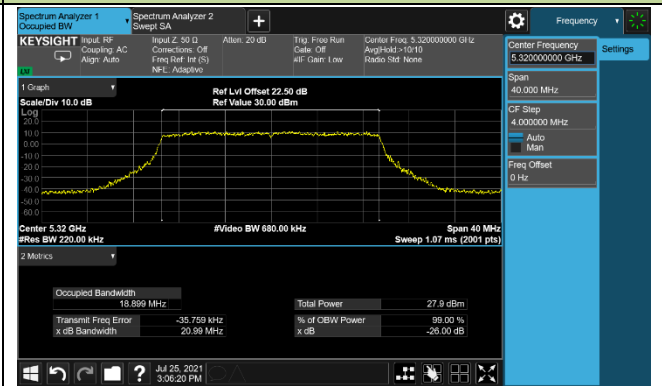 Spectrum Analyzer 1
Occupied BW
Spectrum Analyzer 2
Swept SA
Frequency
KEYSIGHT
Input: RF
Coupling: AC
Align: Auto
Input Z: 50 Ω
Corrections: Off
Freq Ref: Int (S)
NFE: Adaptive
Atten: 20 dB
Trig: Free Run
Gate: Off
#IF Gain: Low
Center Freq: 5.320000000 GHz
Avg|Hold:>10/10
Radio Std: None
Center Frequency
5.320000000 GHz
Settings
Span
40.000 MHz
CF Step
4.000000 MHz
Auto
Man
Freq Offset
0 Hz
1 Graph
Scale/Div 10.0 dB
Ref Lvl Offset 22.50 dB
Ref Value 30.00 dBm
Log
20.0
10.0
0.00
-10.0
-20.0
-30.0
-40.0
-50.0
-60.0
Center 5.32 GHz
#Video BW 680.00 kHz
Span 40 MHz
#Res BW 220.00 kHz
Sweep 1.07 ms (2001 pts)
2 Metrics
Occupied Bandwidth
18.899 MHz
Total Power
27.9 dBm
Transmit Freq Error
-35.759 kHz
% of OBW Power
99.00 %
x dB Bandwidth
20.99 MHz
x dB
-26.00 dB
Jul 25, 2021
3:06:20 PM